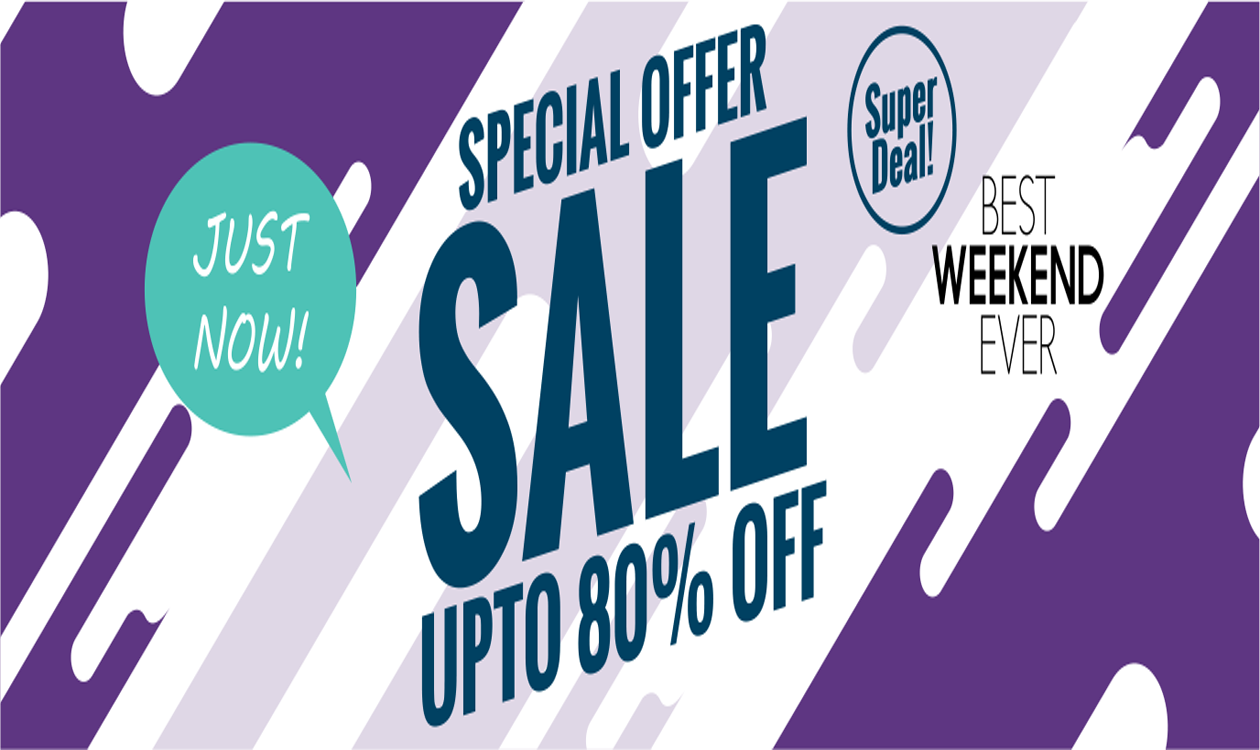 JUST
NOW!
SPECIAL OFFER
SALE
UPTO 80% OFF
Super
Deal!
BEST
WEEKEND
EVER